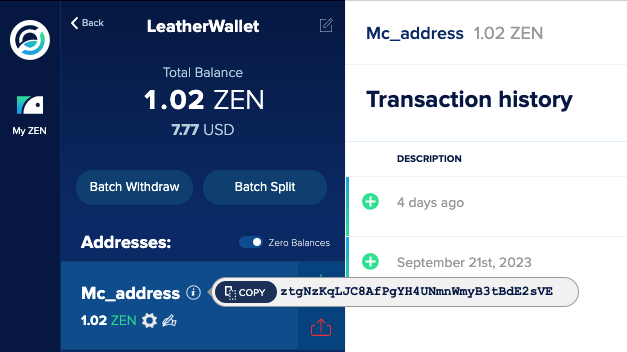 Back
LeatherWallet
Total Balance
1.02 ZEN
7.77 USD
Batch Withdraw
Batch Split
Addresses:
Zero Balances
Mc_address
1.02 ZEN
COPY ztgNzKqLJC8AfPgYH4UNmnWmyB3tBdE2sVE
My ZEN
Mc_address 1.02 ZEN
Transaction history
DESCRIPTION
4 days ago
September 21st, 2023